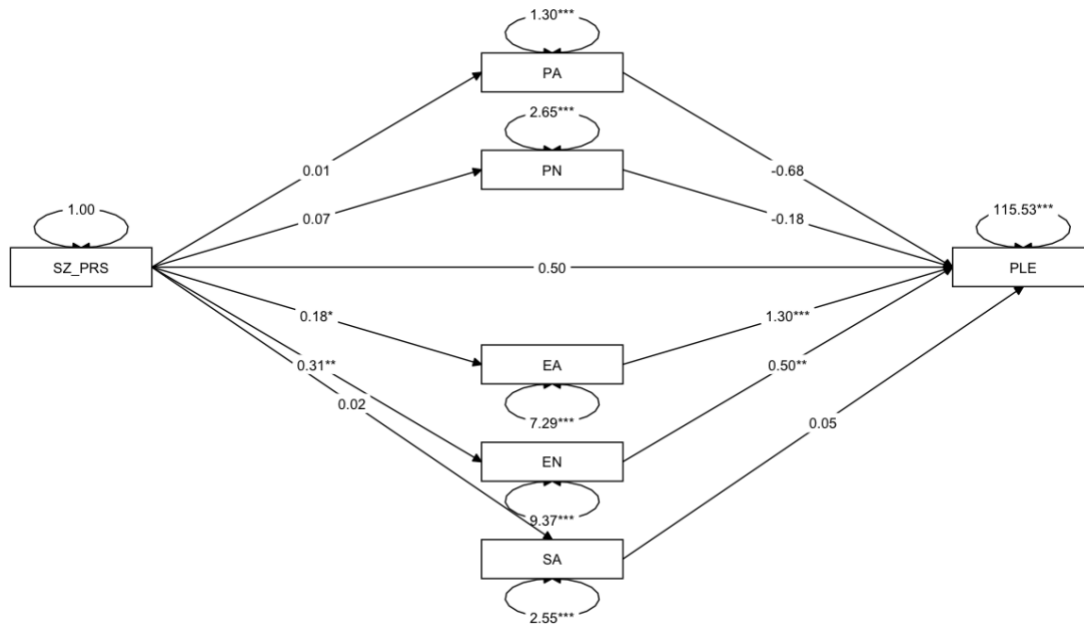 1.30***
PA
2.65***
PN
0.01
-0.68
0.07
-0.18
1.00
115.53***
SZ_PRS
0.50
PLE
0.18*
1.30***
EA
0.31**
0.50**
0.02
7.29***
0.05
EN
9.37***
SA
2.55***